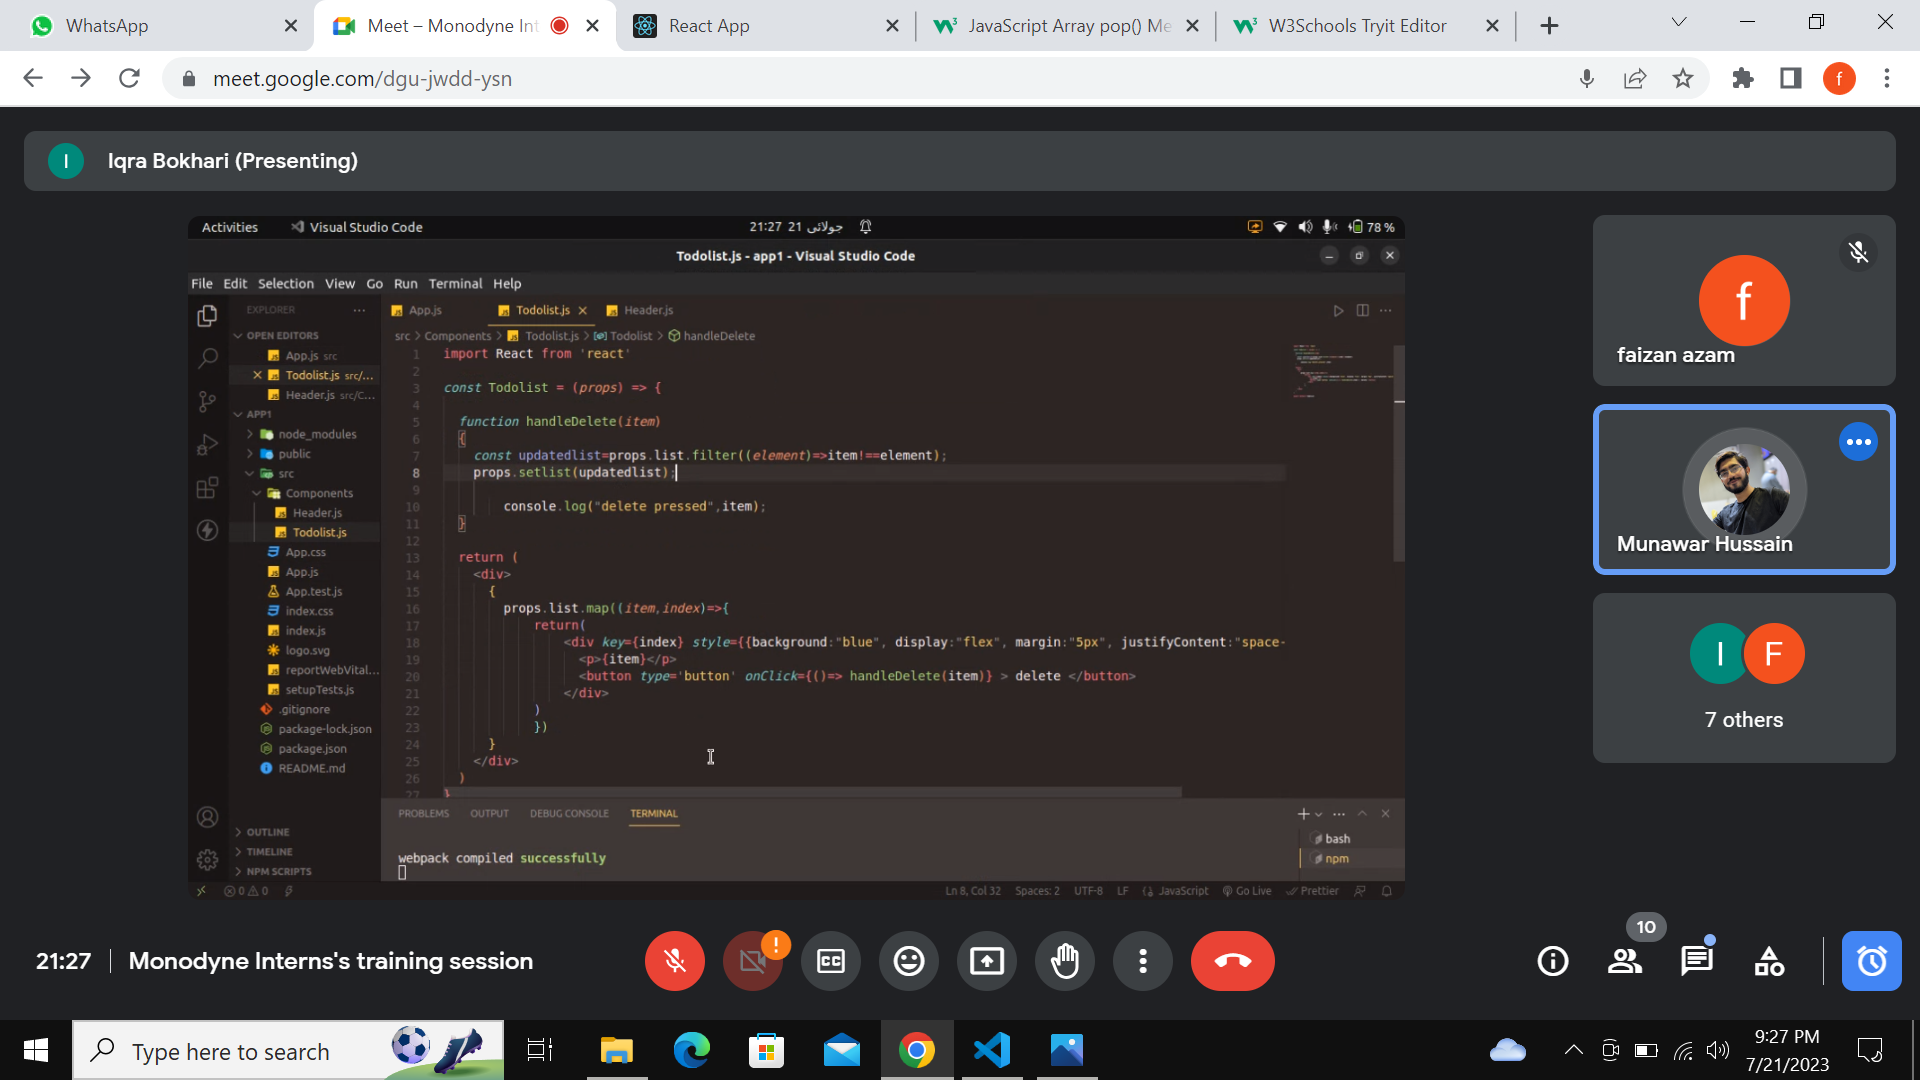 WhatsApp
Meet – Monodyne Int
React App
JavaScript Array pop() Me
W3Schools Tryit Editor
meet.google.com/dgu-jwdd-ysn
f
I
Iqra Bokhari (Presenting)
Activities
Visual Studio Code
21:27 21 جولائی
78 %
Todolist.js - app1 - Visual Studio Code
File Edit Selection View Go Run Terminal Help
EXPLORER
OPEN EDITORS
App.js src
Todolist.js src/...
Header.js src/C...
APP1
node_modules
public
src
Components
Header.js
Todolist.js
App.css
App.js
App.test.js
index.css
index.js
logo.svg
reportWebVital...
setupTests.js
.gitignore
package-lock.json
package.json
README.md
OUTLINE
TIMELINE
NPM SCRIPTS
App.js
Todolist.js
Header.js
src > Components > Todolist.js > Todolist > handleDelete
1 import React from 'react'
2
3 const Todolist = (props) => {
4
5 function handleDelete(item)
6 {
7 const updatedlist=props.list.filter((element)=>item!==element);
8 props.setlist(updatedlist);
9
10 console.log("delete pressed",item);
11 }
12
13 return (
14 <div>
15 {
16 props.list.map((item,index)=>{
17 return(
18 <div key={index} style={{background:"blue", display:"flex", margin:"5px", justifyContent:"space-
19 <p>{item}</p>
20 <button type='button' onClick={()=> handleDelete(item)} > delete </button>
21 </div>
22 )
23 })
24 }
25 </div>
26 )
27 }
PROBLEMS OUTPUT DEBUG CONSOLE TERMINAL
webpack compiled successfully
bash
npm
0 0
Ln 8, Col 32 Spaces: 2 UTF-8 LF JavaScript Go Live Prettier
f
faizan azam
Munawar Hussain
I F
7 others
21:27 | Monodyne Interns's training session
!
CC
10
Type here to search
9:27 PM
7/21/2023